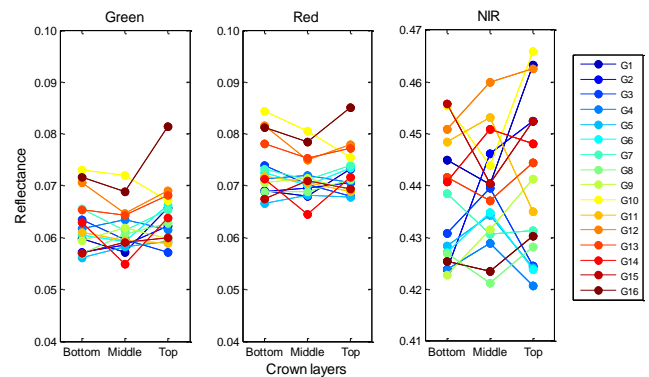 Green
Red
NIR
Reflectance
0.10
0.09
0.08
0.07
0.06
0.05
0.04
Bottom Middle Top
0.10
0.09
0.08
0.07
0.06
0.05
0.04
Bottom Middle Top
0.47
0.46
0.45
0.44
0.43
0.42
0.41
Bottom Middle Top
Crown layers
G1
G2
G3
G4
G5
G6
G7
G8
G9
G10
G11
G12
G13
G14
G15
G16